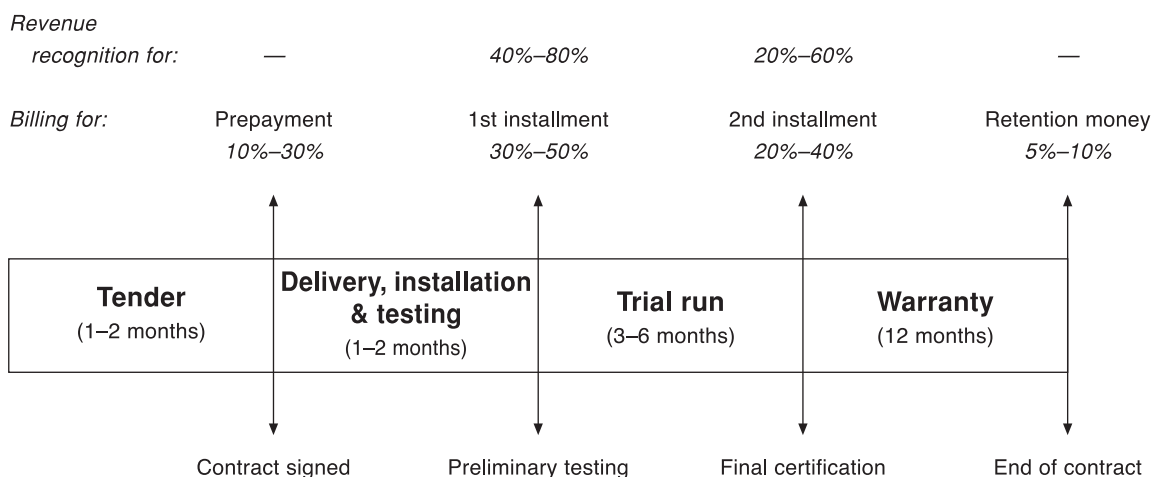 Revenue
recognition for: — 40%–80% 20%–60% —
Billing for: Prepayment 1st installment 2nd installment Retention money
10%–30% 30%–50% 20%–40% 5%–10%
Tender
(1–2 months)
Delivery, installation
& testing
(1–2 months)
Trial run
(3–6 months)
Warranty
(12 months)
Contract signed Preliminary testing Final certification End of contract